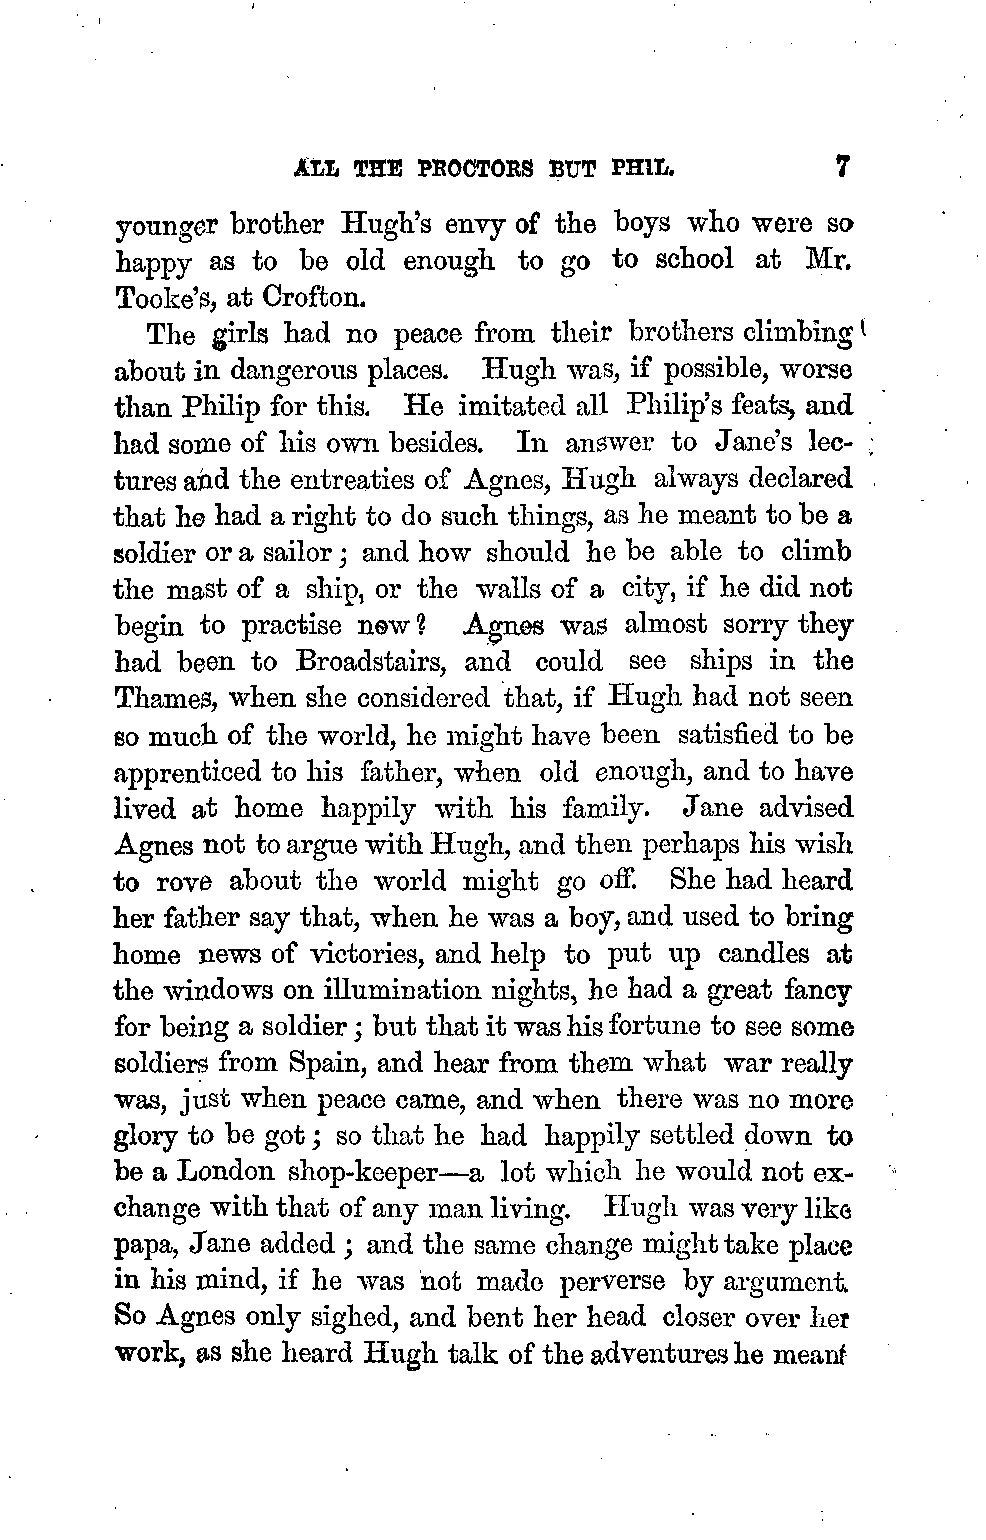 ALL THE PROCTORS BUT PHIL. 7
younger brother Hugh's envy of the boys who were so
happy as to be old enough to go to school at Mr.
Tooke's, at Crofton.
The girls had no peace from their brothers climbing
about in dangerous places. Hugh was, if possible, worse
than Philip for this. He imitated all Philip's feats, and
had some of his own besides. In answer to Jane's lec-
tures and the entreaties of Agnes, Hugh always declared
that he had a right to do such things, as he meant to be a
soldier or a sailor; and how should he be able to climb
the mast of a ship, or the walls of a city, if he did not
begin to practise now? Agnes was almost sorry they
had been to Broadstairs, and could see ships in the
Thames, when she considered that, if Hugh had not seen
so much of the world, he might have been satisfied to be
apprenticed to his father, when old enough, and to have
lived at home happily with his family. Jane advised
Agnes not to argue with Hugh, and then perhaps his wish
to rove about the world might go off. She had heard
her father say that, when he was a boy, and used to bring
home news of victories, and help to put up candles at
the windows on illumination nights, he had a great fancy
for being a soldier; but that it was his fortune to see some
soldiers from Spain, and hear from them what war really
was, just when peace came, and when there was no more
glory to be got; so that he had happily settled down to
be a London shop-keeper—a lot which he would not ex-
change with that of any man living. Hugh was very like
papa, Jane added; and the same change might take place
in his mind, if he was not made perverse by argument.
So Agnes only sighed, and bent her head closer over her
work, as she heard Hugh talk of the adventures he meant